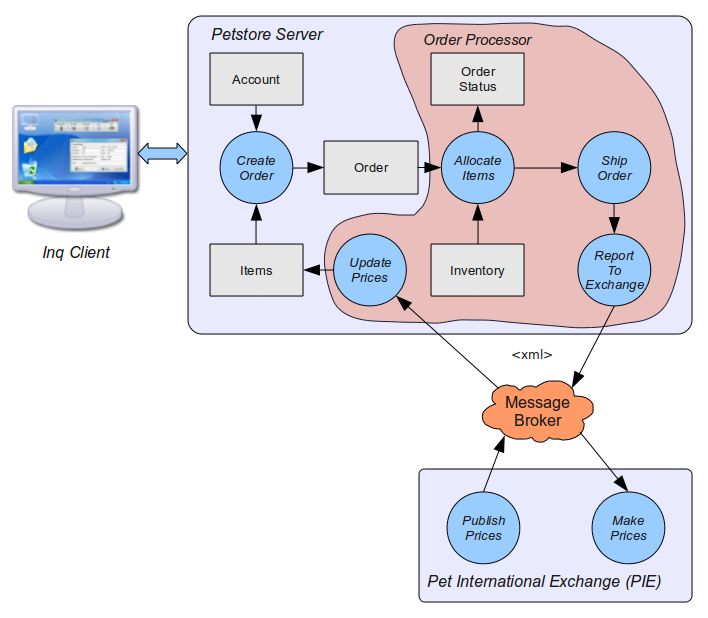 Petstore Server
Order Processor
Account
Order
Status
Create
Order
Order
Allocate
Items
Ship
Order
Inq Client
Items
Update
Prices
Inventory
Report
To
Exchange
<xml>
Message
Broker
Publish
Prices
Make
Prices
Pet International Exchange (PIE)